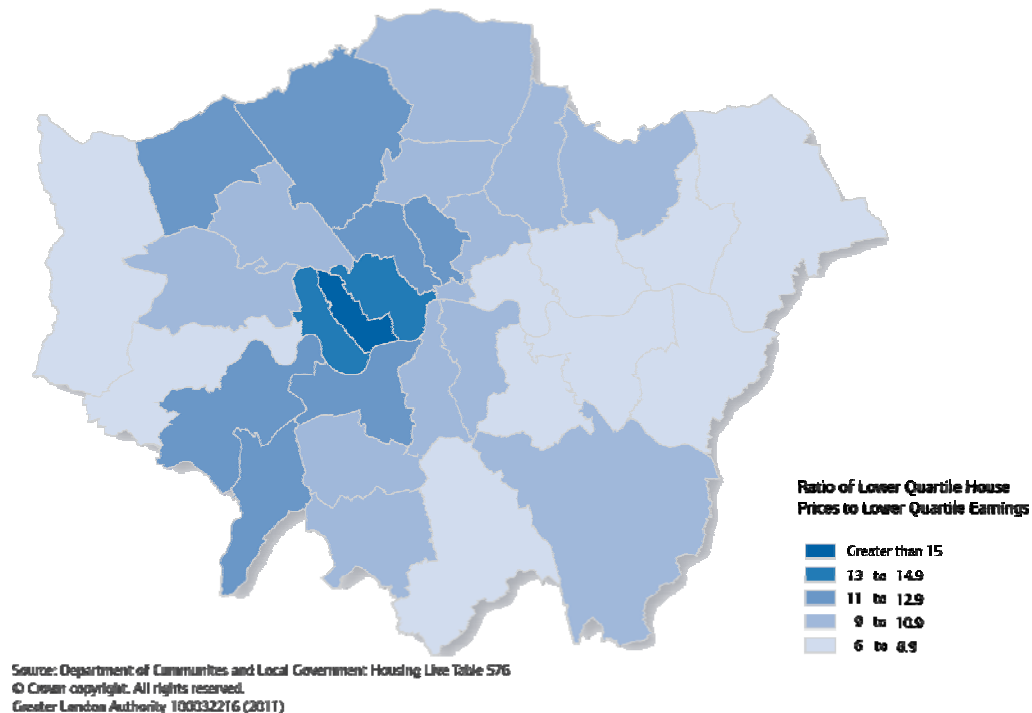 Ratio of Lower Quartile House
Prices to Lower Quartile Earnings
Greater than 15
13 to 14.9
11 to 12.9
9 to 10.9
6 to 8.9
Source: Department of Communites and Local Government Housing Live Table 576
© Crown copyright. All rights reserved.
Greater London Authority 100032216 (2011)